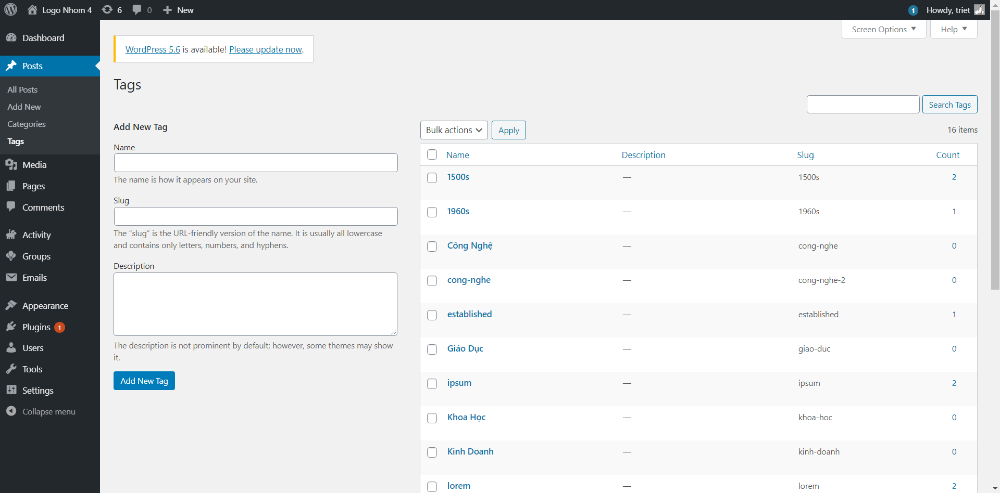 Logo Nhom 4 6 0 New 1 Howdy, triet
Screen Options Help
Dashboard
Posts
All Posts
Add New
Categories
Tags
Media
Pages
Comments
Activity
Groups
Emails
Appearance
Plugins 1
Users
Tools
Settings
Collapse menu
WordPress 5.6 is available! Please update now.
Tags
Search Tags
Add New Tag
Name
The name is how it appears on your site.
Slug
The “slug” is the URL-friendly version of the name. It is usually all lowercase
and contains only letters, numbers, and hyphens.
Description
The description is not prominent by default; however, some themes may show
it.
Add New Tag
Bulk actions Apply 16 items
Name Description Slug Count
1500s — 1500s 2
1960s — 1960s 1
Công Nghệ — cong-nghe 0
cong-nghe — cong-nghe-2 0
established — established 1
Giáo Dục — giao-duc 0
ipsum — ipsum 2
Khoa Học — khoa-hoc 0
Kinh Doanh — kinh-doanh 0
lorem — lorem 2